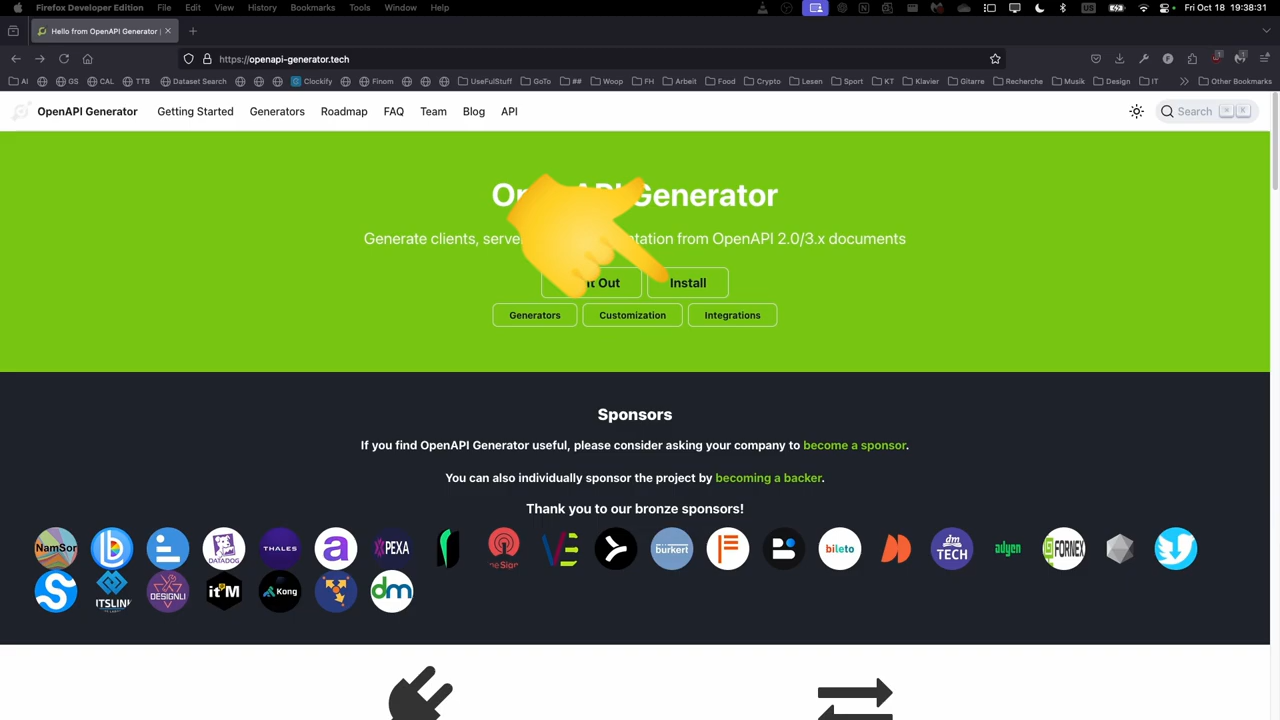 Firefox Developer Edition File Edit View History Bookmarks Tools Window Help Fri Oct 18 19:38:31
Hello from OpenAPI Generator |
https://openapi-generator.tech
AI GS CAL TTB Dataset Search Clockify Finom UseFulStuff GoTo ## Woop FH Arbeit Food Crypto Lesen Sport KT Klavier Gitarre Recherche Musik Design IT Other Bookmarks
OpenAPI Generator Getting Started Generators Roadmap FAQ Team Blog API Search
Generator
Generate clients, from OpenAPI 2.0/3.x documents
Out Install
Generators Customization Integrations
Sponsors
If you find OpenAPI Generator useful, please consider asking your company to become a sponsor.
You can also individually sponsor the project by becoming a backer.
Thank you to our bronze sponsors!
NamSor DATADOG THALES PEXA burkert bileto dm TECH adyen FORNEX
ITSLINK DESIGNLI it'M Kong dm